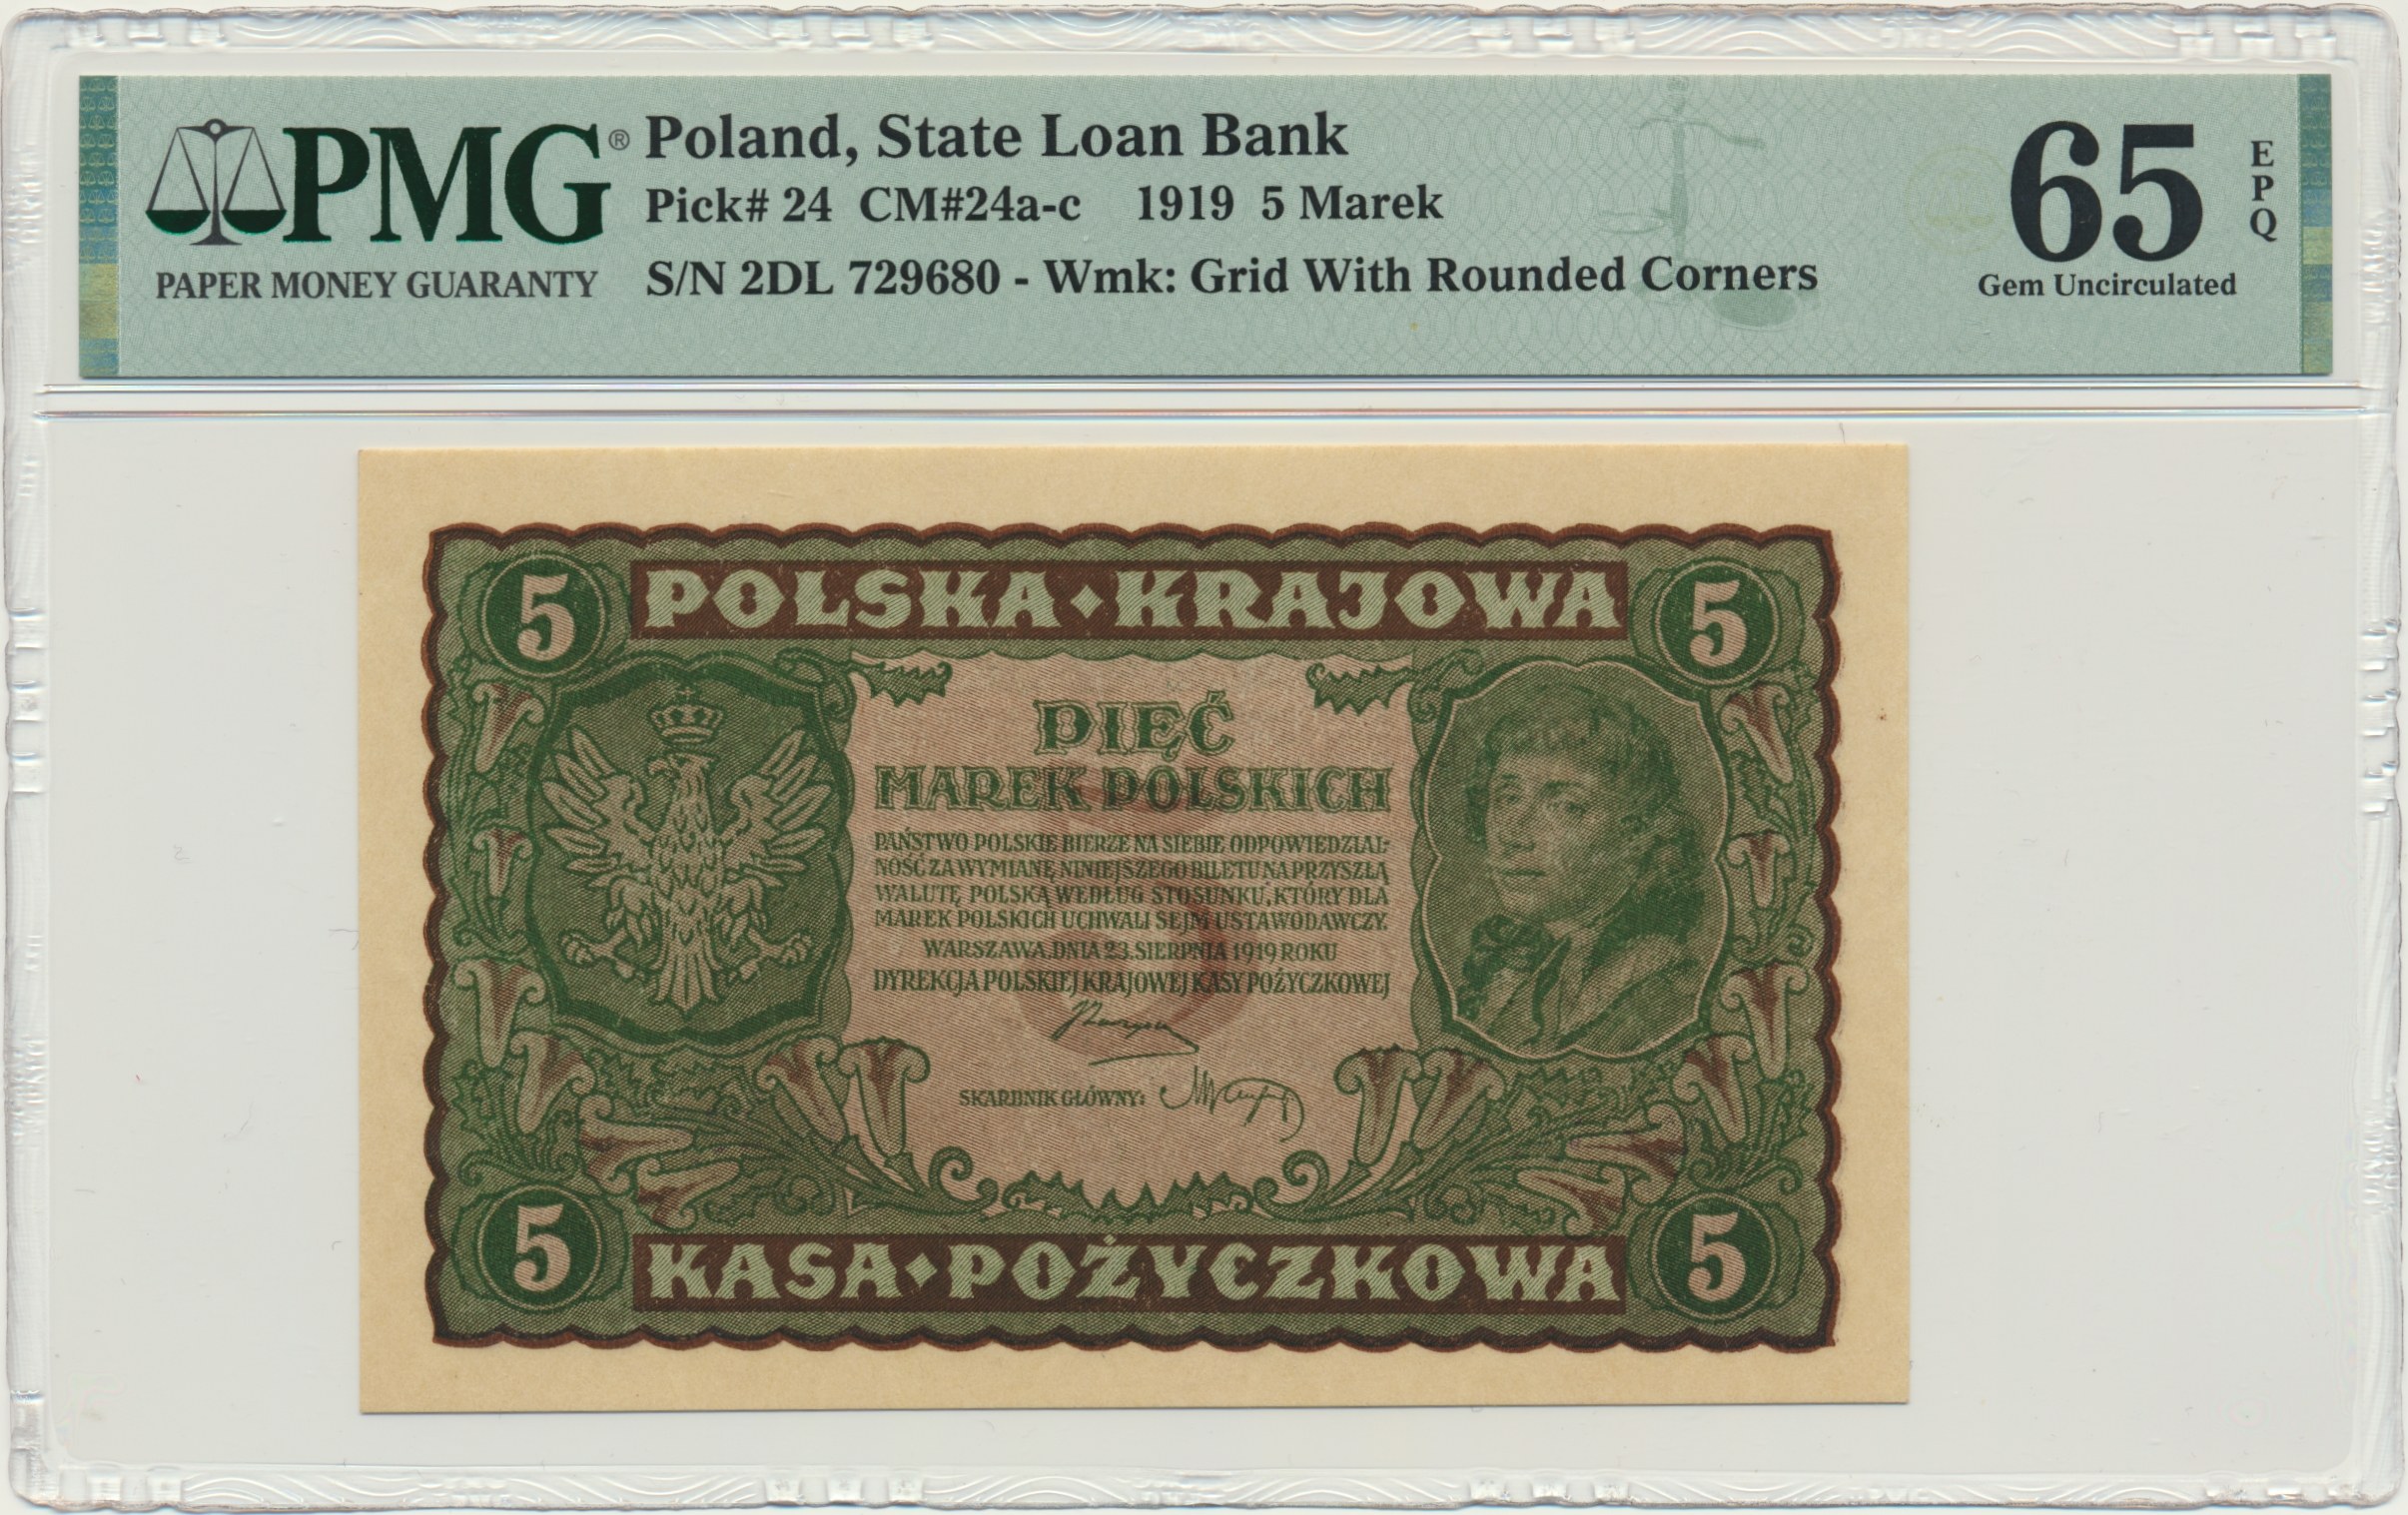 PMG®
PAPER MONEY GUARANTY
Poland, State Loan Bank
Pick# 24 CM#24a-c 1919 5 Marek
S/N 2DL 729680 - Wmk: Grid With Rounded Corners
65
EPQ
Gem Uncirculated
5 POLSKA·KRAJOWA 5
PIĘĆ
MAREK POLSKICH
PAŃSTWO POLSKIE BIERZE NA SIEBIE ODPOWIEDZIAL-
NOŚĆ ZA WYMIANĘ NINIEJSZEGO BILETU NA PRZYSZŁĄ
WALUTĘ POLSKĄ WEDŁUG STOSUNKU, KTÓRY DLA
MAREK POLSKICH UCHWALI SEJM USTAWODAWCZY.
WARSZAWA, DNIA 23. SIERPNIA 1919 ROKU
DYREKCJA POLSKIEJ KRAJOWEJ KASY POŻYCZKOWEJ
SKARBNIK GŁÓWNY:
5 KASA·POŻYCZKOWA 5